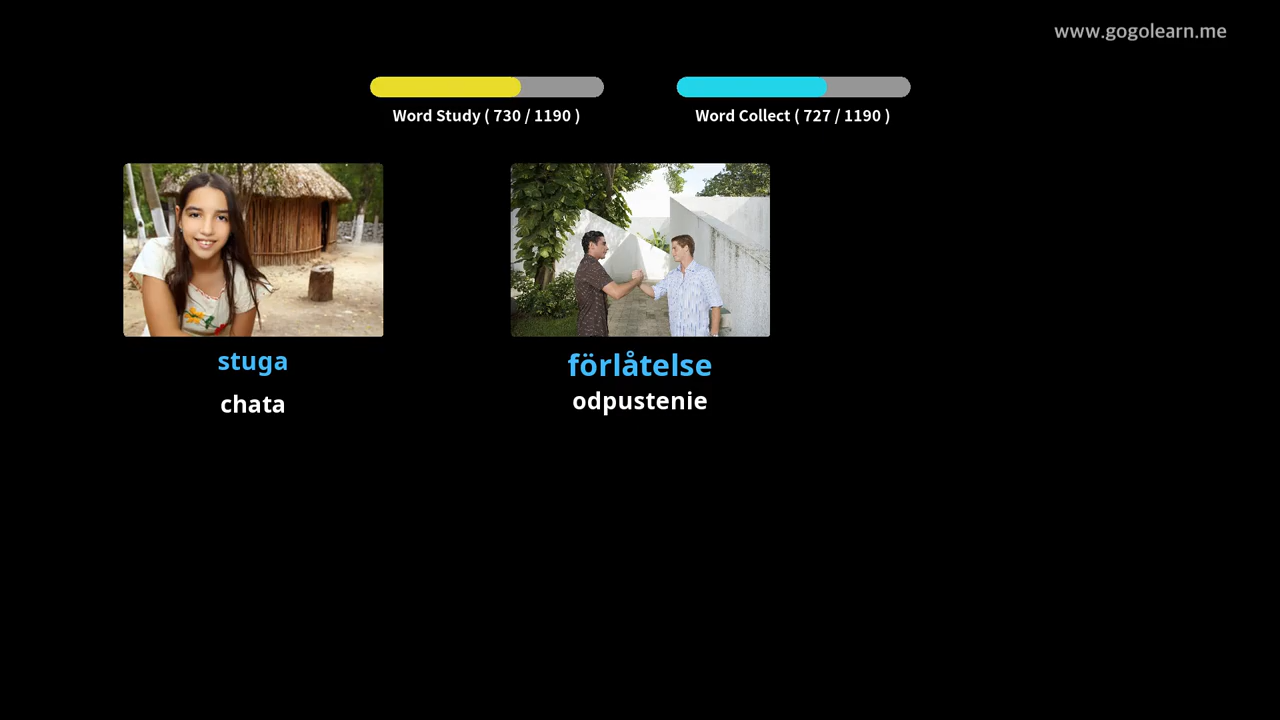 www.gogolearn.me
Word Study ( 730 / 1190 )
Word Collect ( 727 / 1190 )
stuga
chata
förlåtelse
odpustenie